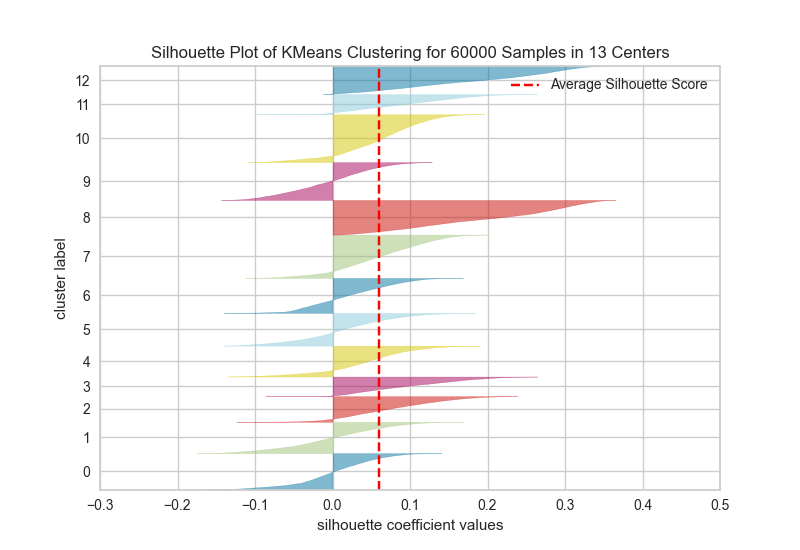 Silhouette Plot of KMeans Clustering for 60000 Samples in 13 Centers
Average Silhouette Score
cluster label
12
11
10
9
8
7
6
5
4
3
2
1
0
−0.3 −0.2 −0.1 0.0 0.1 0.2 0.3 0.4 0.5
silhouette coefficient values